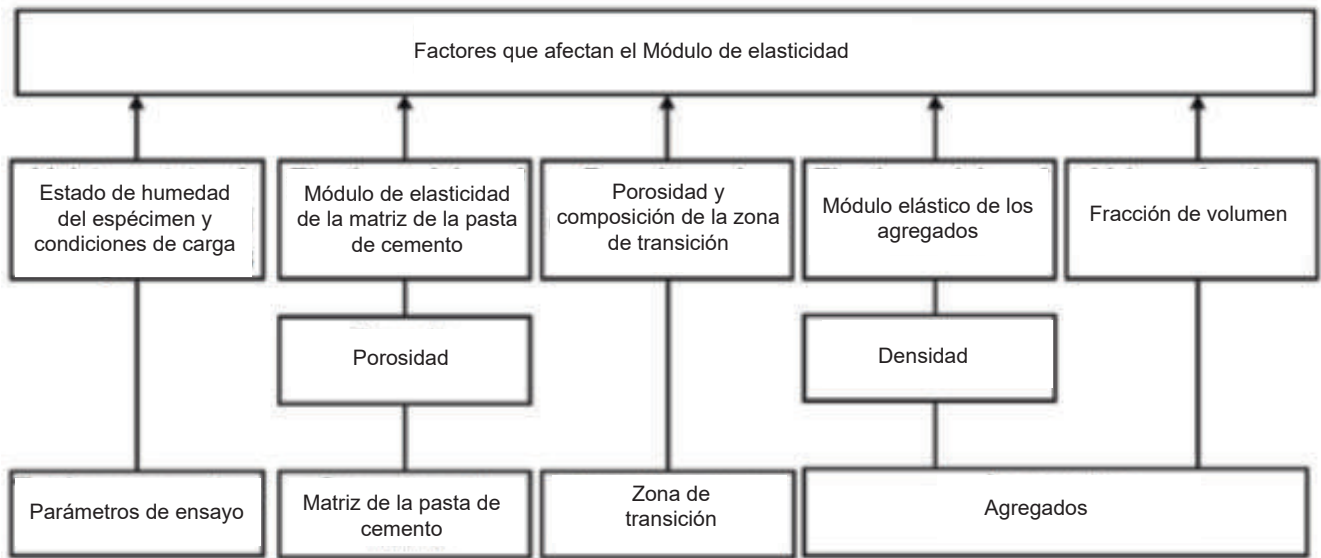 Factores que afectan el Módulo de elasticidad
Estado de humedad
del espécimen y
condiciones de carga
Módulo de elasticidad
de la matriz de la pasta
de cemento
Porosidad y
composición de la zona
de transición
Módulo elástico de los
agregados
Fracción de volumen
Porosidad
Densidad
Parámetros de ensayo
Matriz de la pasta de
cemento
Zona de
transición
Agregados